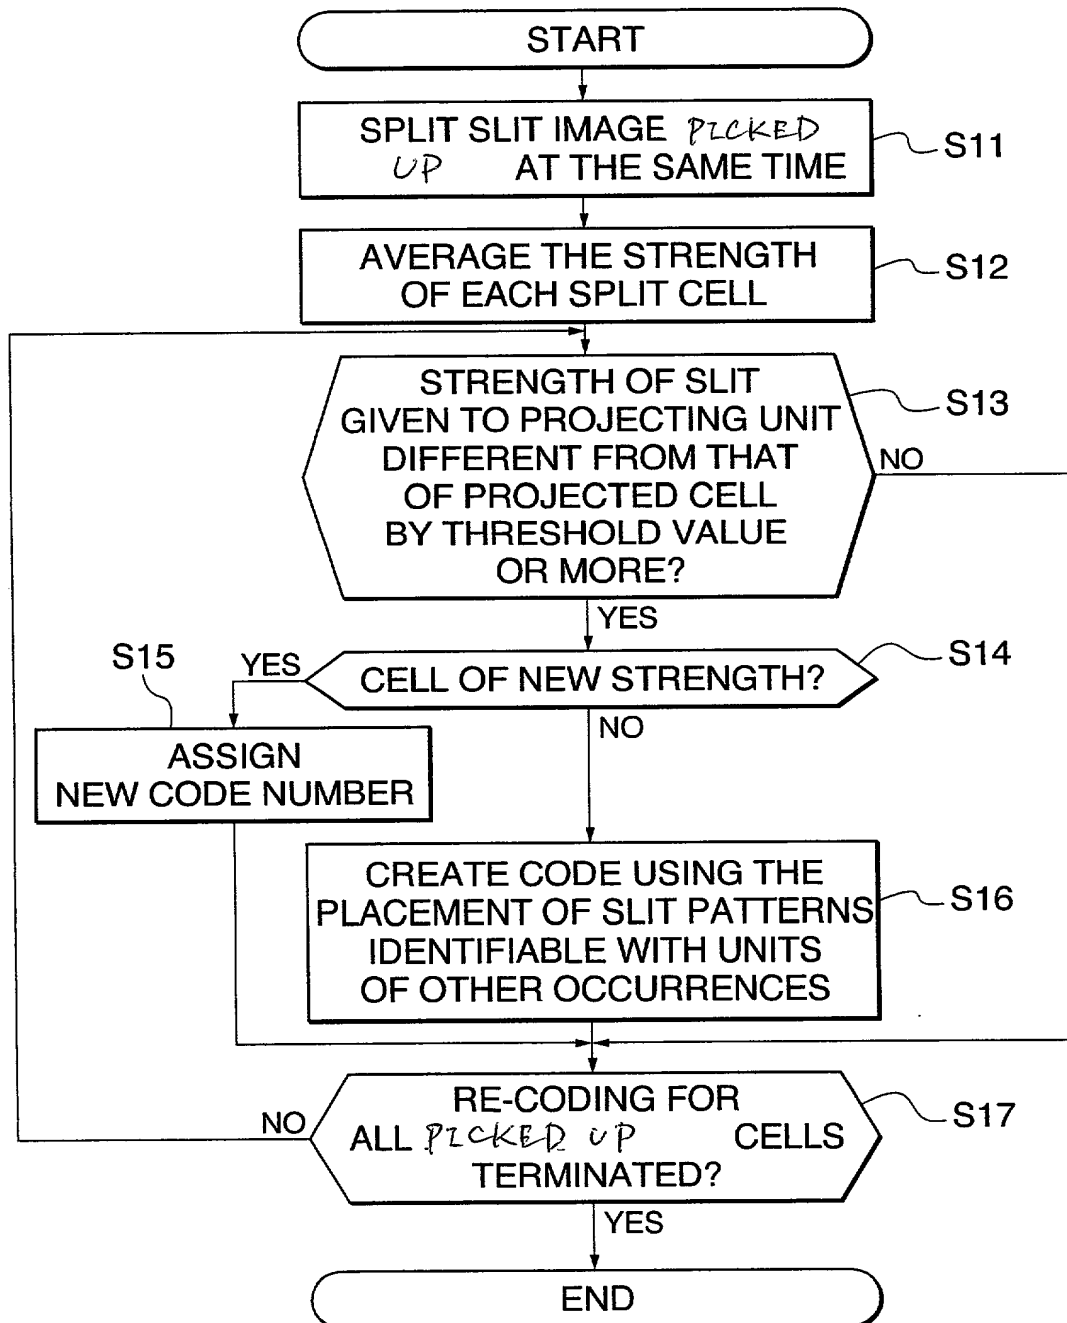 START
SPLIT SLIT IMAGE PICKED
UP AT THE SAME TIME
S11
AVERAGE THE STRENGTH
OF EACH SPLIT CELL
S12
STRENGTH OF SLIT
GIVEN TO PROJECTING UNIT
DIFFERENT FROM THAT
OF PROJECTED CELL
BY THRESHOLD VALUE
OR MORE?
S13
NO
YES
CELL OF NEW STRENGTH?
S14
YES
S15
NO
ASSIGN
NEW CODE NUMBER
CREATE CODE USING THE
PLACEMENT OF SLIT PATTERNS
IDENTIFIABLE WITH UNITS
OF OTHER OCCURRENCES
S16
RE-CODING FOR
ALL PICKED UP CELLS
TERMINATED?
S17
NO
YES
END